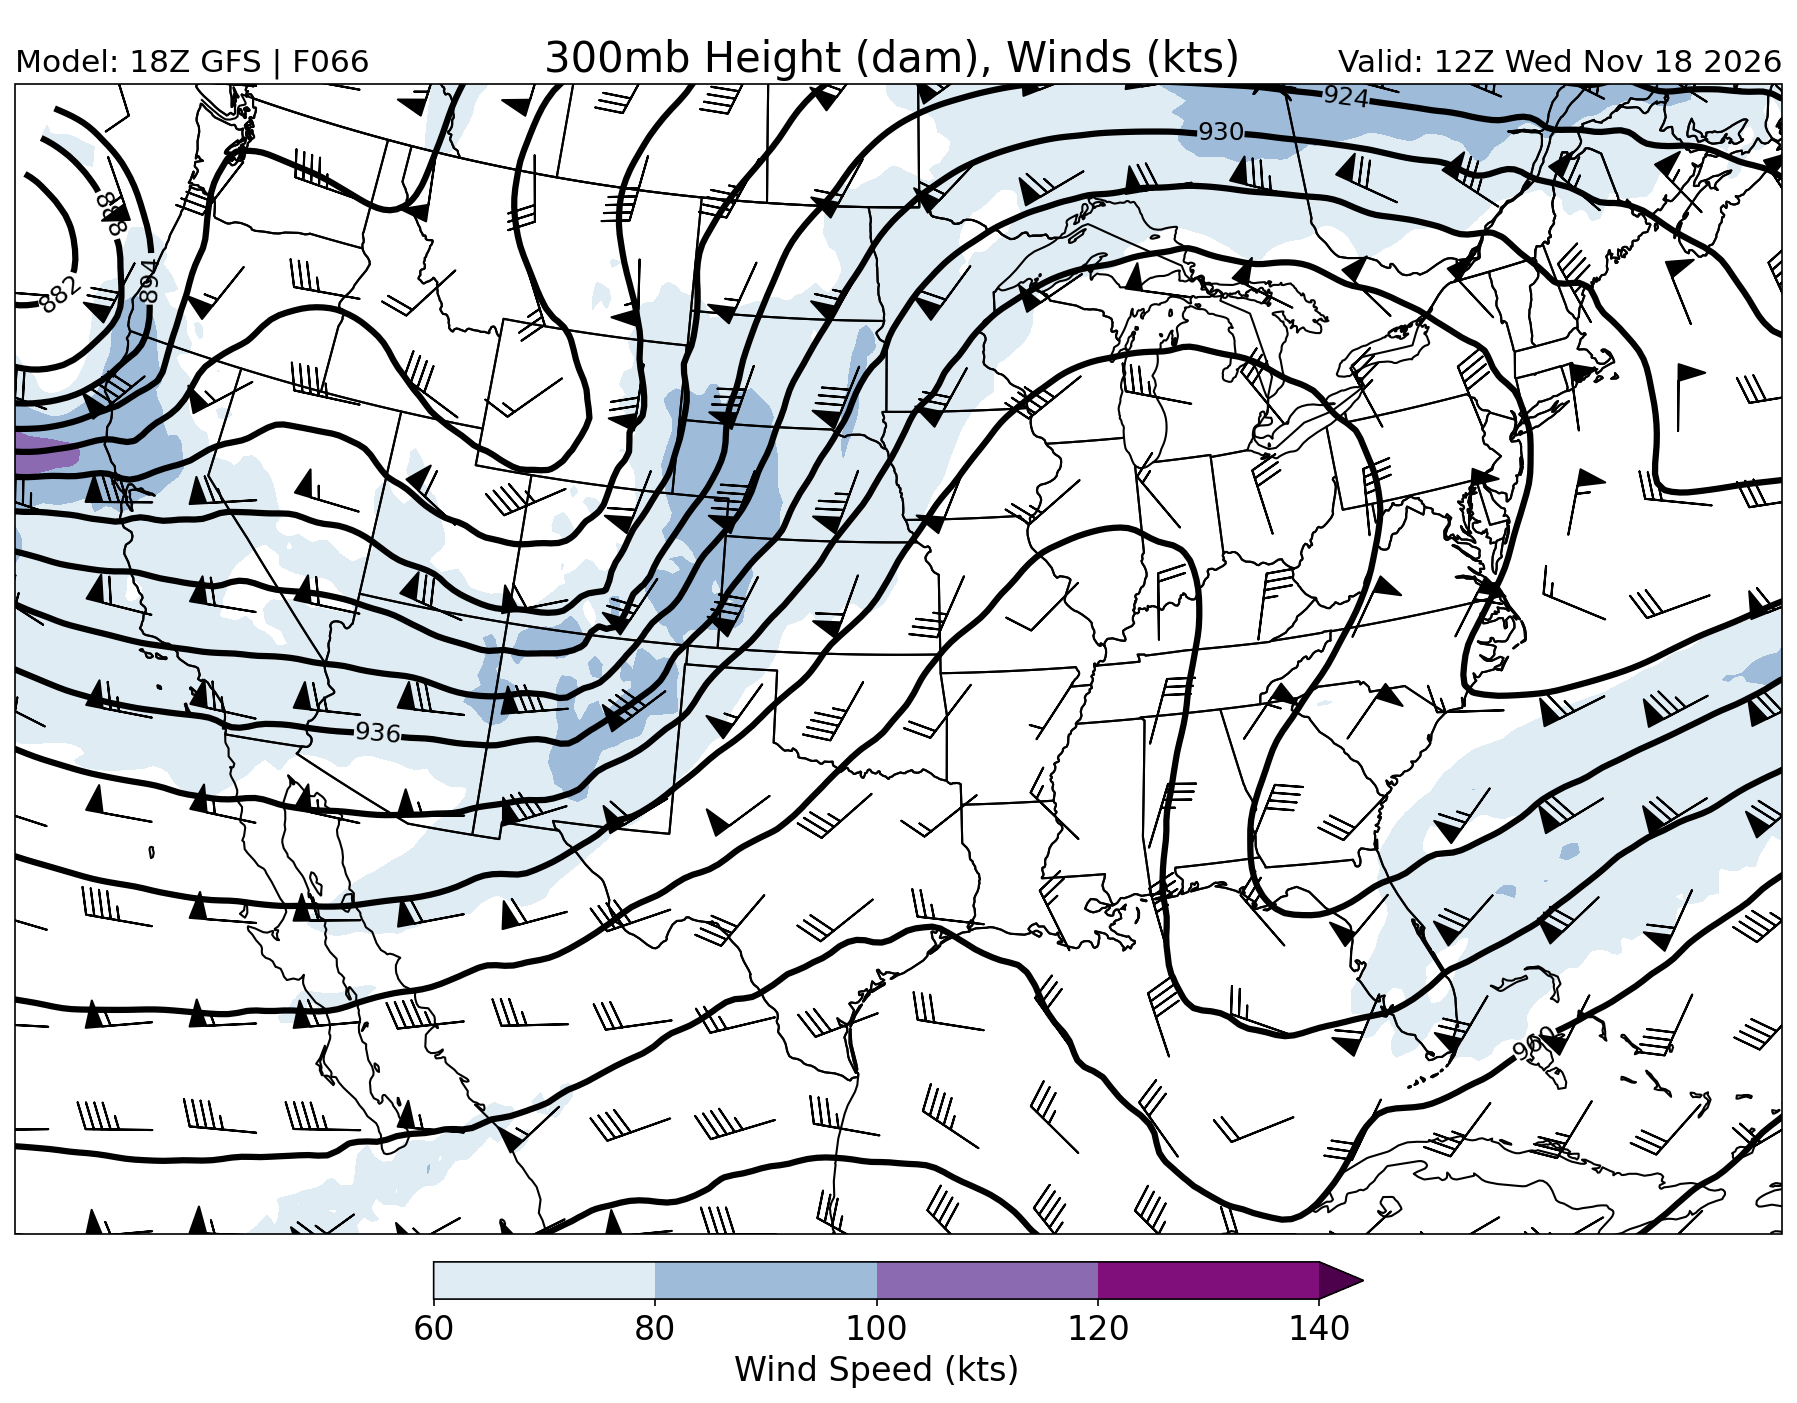 Model: 18Z GFS | F066
300mb Height (dam), Winds (kts)
Valid: 12Z Wed Nov 18 2026
924
930
888
894
882
936
960
60 80 100 120 140
Wind Speed (kts)